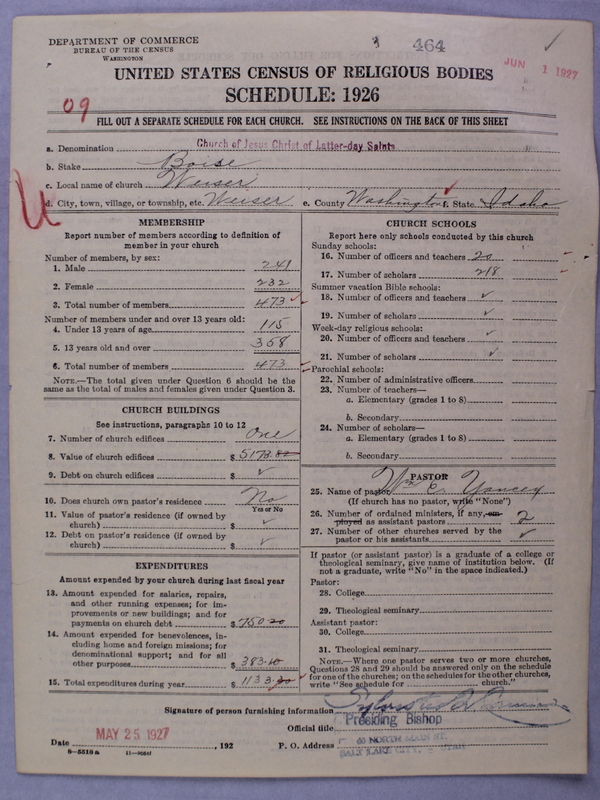 DEPARTMENT OF COMMERCE
BUREAU OF THE CENSUS
WASHINGTON
464
JUN 1 1927
UNITED STATES CENSUS OF RELIGIOUS BODIES
SCHEDULE: 1926
09
FILL OUT A SEPARATE SCHEDULE FOR EACH CHURCH. SEE INSTRUCTIONS ON THE BACK OF THIS SHEET
a. Denomination Church of Jesus Christ of Latter-day Saints
b. Stake Boise
c. Local name of church Weiser
d. City, town, village, or township, etc. Weiser e. County Washington f. State Idaho
MEMBERSHIP
Report number of members according to definition of
member in your church
Number of members, by sex:
1. Male 241
2. Female 232
3. Total number of members 473
Number of members under and over 13 years old:
4. Under 13 years of age 115
5. 13 years old and over 358
6. Total number of members 473
NOTE.—The total given under Question 6 should be the
same as the total of males and females given under Question 3.
CHURCH BUILDINGS
See instructions, paragraphs 10 to 12
7. Number of church edifices One
8. Value of church edifices $ 5173.82
9. Debt on church edifices $ ✓
10. Does church own pastor's residence No
Yes or No
11. Value of pastor's residence (if owned by
church) $ ✓
12. Debt on pastor's residence (if owned by
church) $ ✓
EXPENDITURES
Amount expended by your church during last fiscal year
13. Amount expended for salaries, repairs,
and other running expenses; for im-
provements or new buildings; and for
payments on church debt $ 750.20
14. Amount expended for benevolences, in-
cluding home and foreign missions; for
denominational support; and for all
other purposes $ 383.10
15. Total expenditures during year $ 1133.30
CHURCH SCHOOLS
Report here only schools conducted by this church
Sunday schools:
16. Number of officers and teachers 20
17. Number of scholars 218
Summer vacation Bible schools:
18. Number of officers and teachers ✓
19. Number of scholars ✓
Week-day religious schools:
20. Number of officers and teachers ✓
21. Number of scholars ✓
Parochial schools:
22. Number of administrative officers
23. Number of teachers—
a. Elementary (grades 1 to 8)
b. Secondary
24. Number of scholars—
a. Elementary (grades 1 to 8)
b. Secondary
PASTOR
25. Name of pastor Wm E. Yancey
(If church has no pastor, write "None")
26. Number of ordained ministers, if any, em-
ployed as assistant pastors 2
27. Number of other churches served by the
pastor or his assistants ✓
If pastor (or assistant pastor) is a graduate of a college or
theological seminary, give name of institution below. (If
not a graduate, write "No" in the space indicated.)
Pastor:
28. College
29. Theological seminary
Assistant pastor:
30. College
31. Theological seminary
NOTE.—Where one pastor serves two or more churches,
Questions 28 and 29 should be answered only on the schedule
for one of the churches; on the schedules for the other churches,
write "See schedule for church."
Signature of person furnishing information
Official title Presiding Bishop
Date MAY 25 1927, 192 P. O. Address 40 NORTH MAIN ST.
SALT LAKE CITY, UTAH
8—5510a 11—9084f